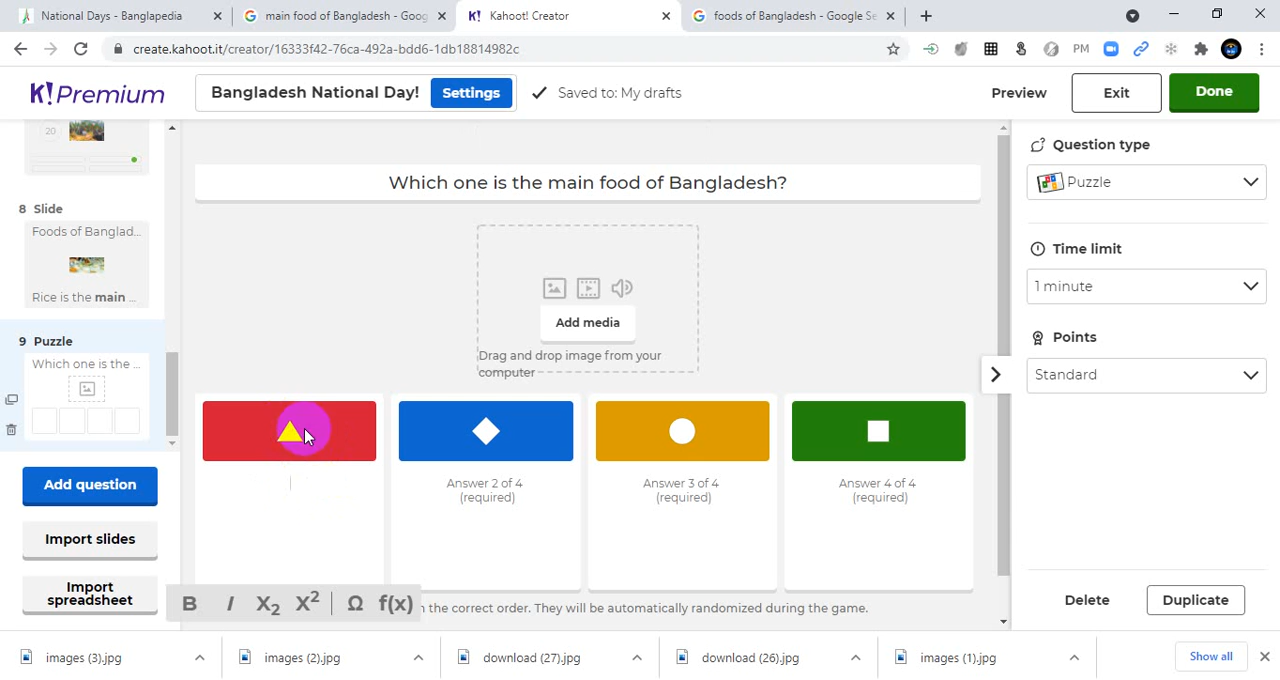 National Days - Banglapedia
main food of Bangladesh - Goog
Kahoot! Creator
foods of Bangladesh - Google Se
create.kahoot.it/creator/16333f42-76ca-492a-bdd6-1db18814982c
PM
K! Premium
Bangladesh National Day!
Settings
Saved to: My drafts
Preview
Exit
Done
20
8 Slide
Foods of Banglad...
Rice is the main ...
9 Puzzle
Which one is the ...
Add question
Import slides
Import spreadsheet
Which one is the main food of Bangladesh?
Add media
Drag and drop image from your
computer
Answer 2 of 4
(required)
Answer 3 of 4
(required)
Answer 4 of 4
(required)
B I X2 X2 Ω f(x)
n the correct order. They will be automatically randomized during the game.
Question type
Puzzle
Time limit
1 minute
Points
Standard
Delete
Duplicate
images (3).jpg
images (2).jpg
download (27).jpg
download (26).jpg
images (1).jpg
Show all